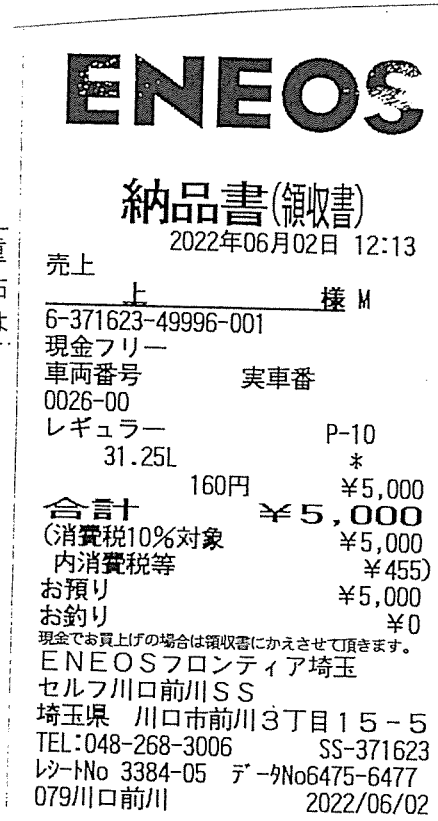 ENEOS
納品書(領収書)
2022年06月02日 12:13
売上
上 様 M
6-371623-49996-001
現金フリー
車両番号 実車番
0026-00
レギュラー P-10
31.25L *
160円 ¥5,000
合計 ¥5,000
(消費税10%対象 ¥5,000
内消費税等 ¥455)
お預り ¥5,000
お釣り ¥0
現金でお買上げの場合は領収書にかえさせて頂きます。
ENEOSフロンティア埼玉
セルフ川口前川SS
埼玉県 川口市前川3丁目15-5
TEL:048-268-3006 SS-371623
レシートNo 3384-05 データNo6475-6477
079川口前川 2022/06/02